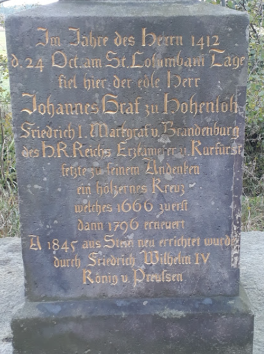 Im Jahre des Herrn 1412
d. 24 Oct. am St. Columbani Tage
fiel hier der edle Herr
Johannes Graf zu Hohenloh.
Friedrich I. Markgraf v. Brandenburg
des H.R. Reichs Erzkämmerer u. Kurfürst
setzte zu seinem Andenken
ein hölzernes Kreuz
welches 1666 zuerst
dann 1796 erneuert
A 1845 aus Stein neu errichtet wurde
durch Friedrich Wilhelm IV
König v. Preussen